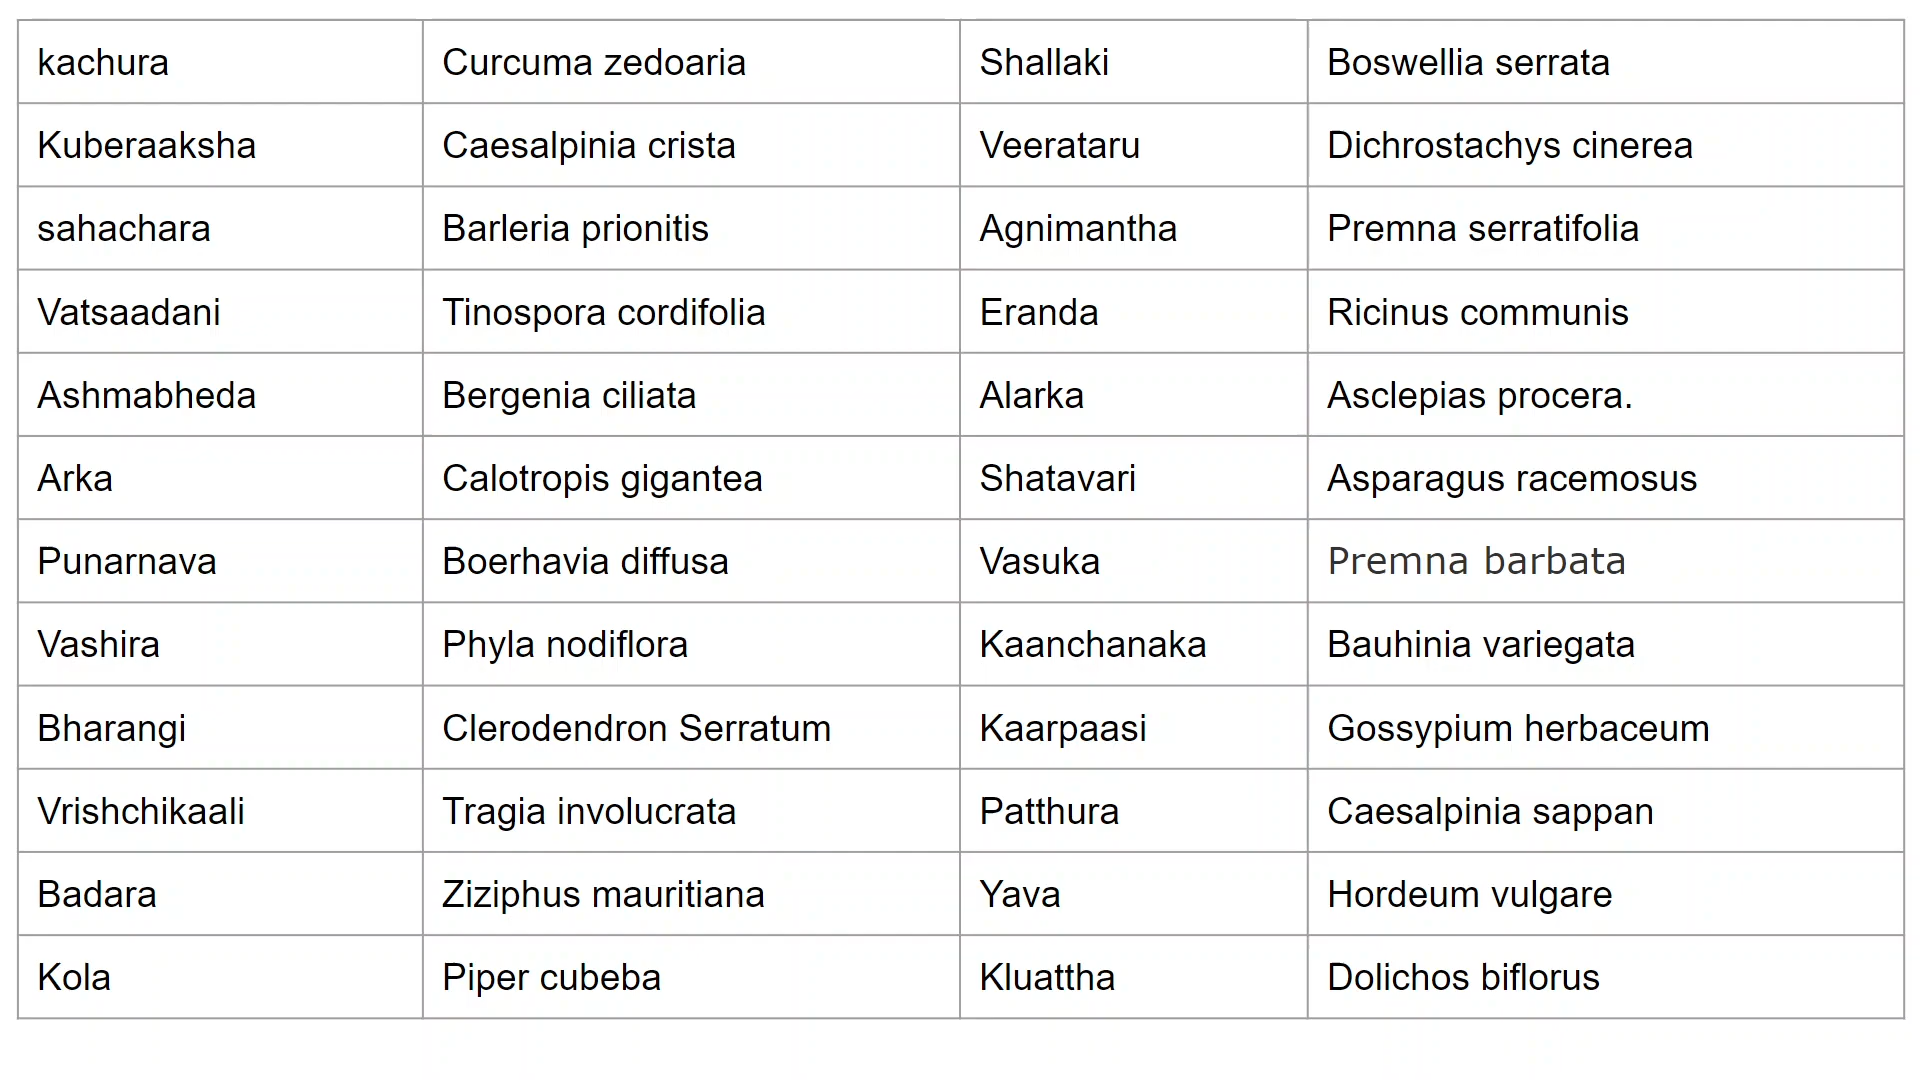 kachura Curcuma zedoaria Shallaki Boswellia serrata
Kuberaaksha Caesalpinia crista Veerataru Dichrostachys cinerea
sahachara Barleria prionitis Agnimantha Premna serratifolia
Vatsaadani Tinospora cordifolia Eranda Ricinus communis
Ashmabheda Bergenia ciliata Alarka Asclepias procera.
Arka Calotropis gigantea Shatavari Asparagus racemosus
Punarnava Boerhavia diffusa Vasuka Premna barbata
Vashira Phyla nodiflora Kaanchanaka Bauhinia variegata
Bharangi Clerodendron Serratum Kaarpaasi Gossypium herbaceum
Vrishchikaali Tragia involucrata Patthura Caesalpinia sappan
Badara Ziziphus mauritiana Yava Hordeum vulgare
Kola Piper cubeba Kluattha Dolichos biflorus